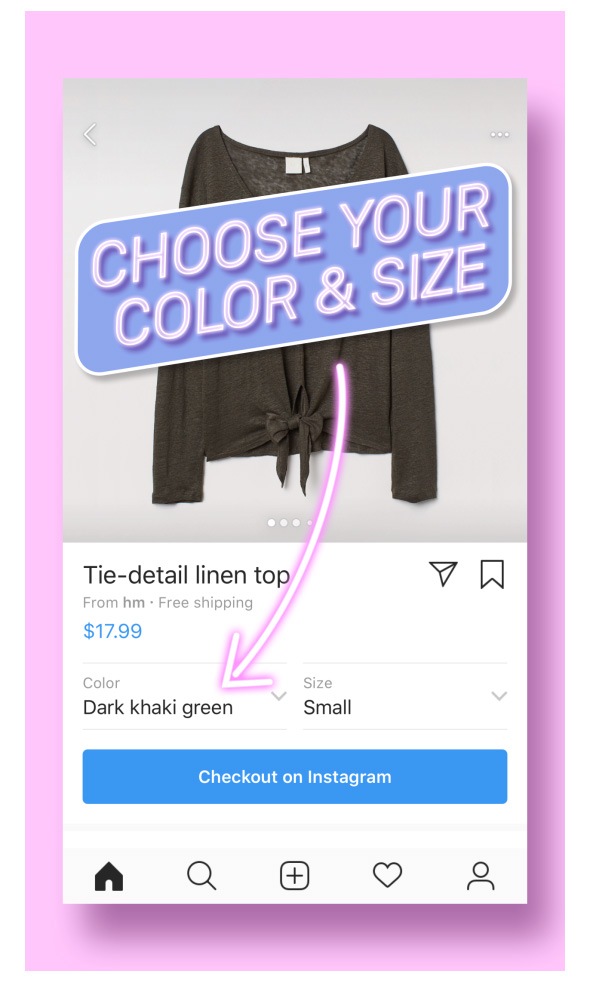 CHOOSE YOUR
COLOR & SIZE
Tie-detail linen top
From hm · Free shipping
$17.99
Color
Size
Dark khaki green
Small
Checkout on Instagram